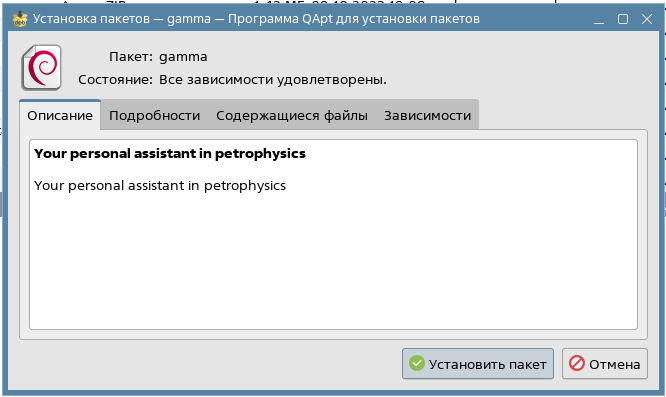 Установка пакетов — gamma — Программа QApt для установки пакетов
Пакет: gamma
Состояние: Все зависимости удовлетворены.
Описание Подробности Содержащиеся файлы Зависимости
Your personal assistant in petrophysics
Your personal assistant in petrophysics
Установить пакет Отмена